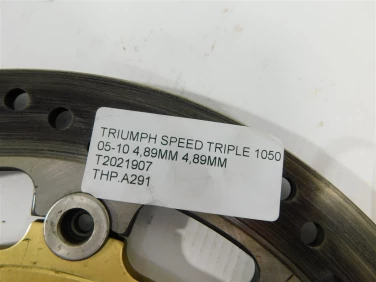 TRIUMPH SPEED TRIPLE 1050
05-10 4,89MM 4,89MM
T2021907
THP.A291